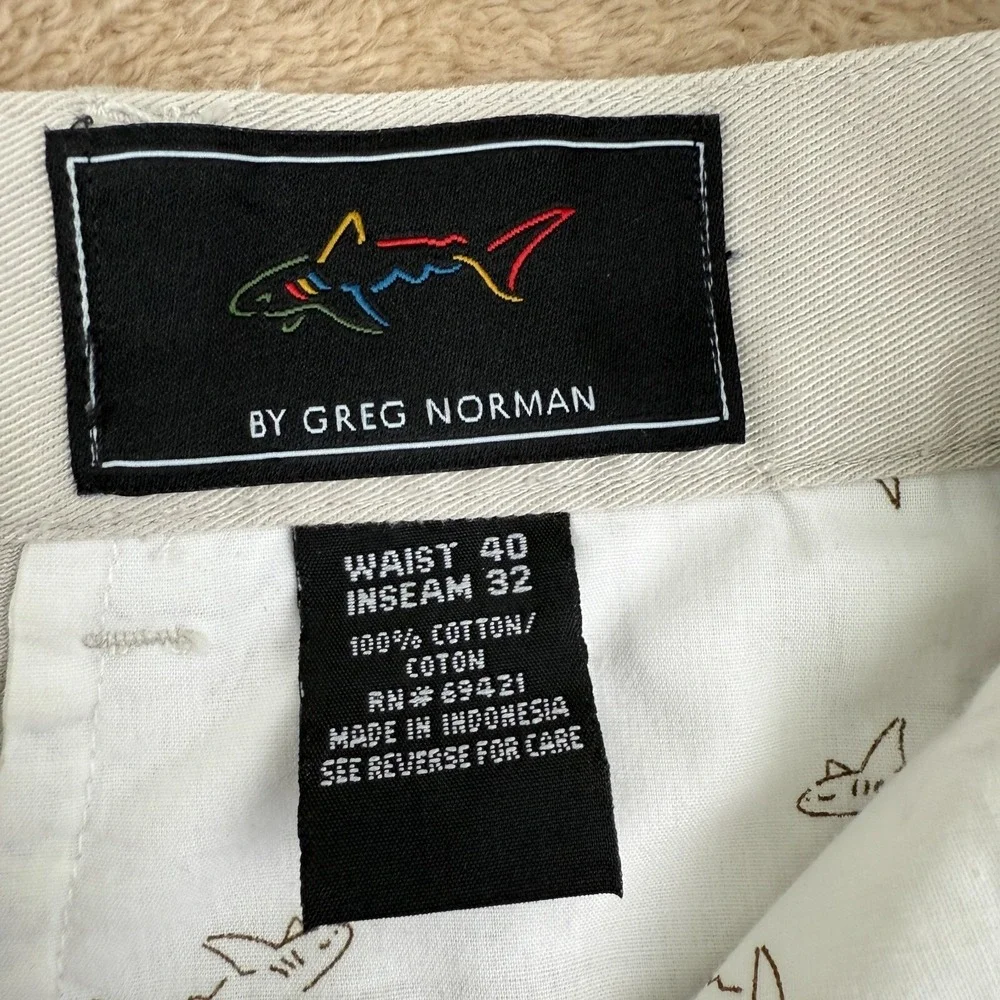 BY GREG NORMAN
WAIST 40
INSEAM 32
100% COTTON/
COTON
RN# 69421
MADE IN INDONESIA
SEE REVERSE FOR CARE